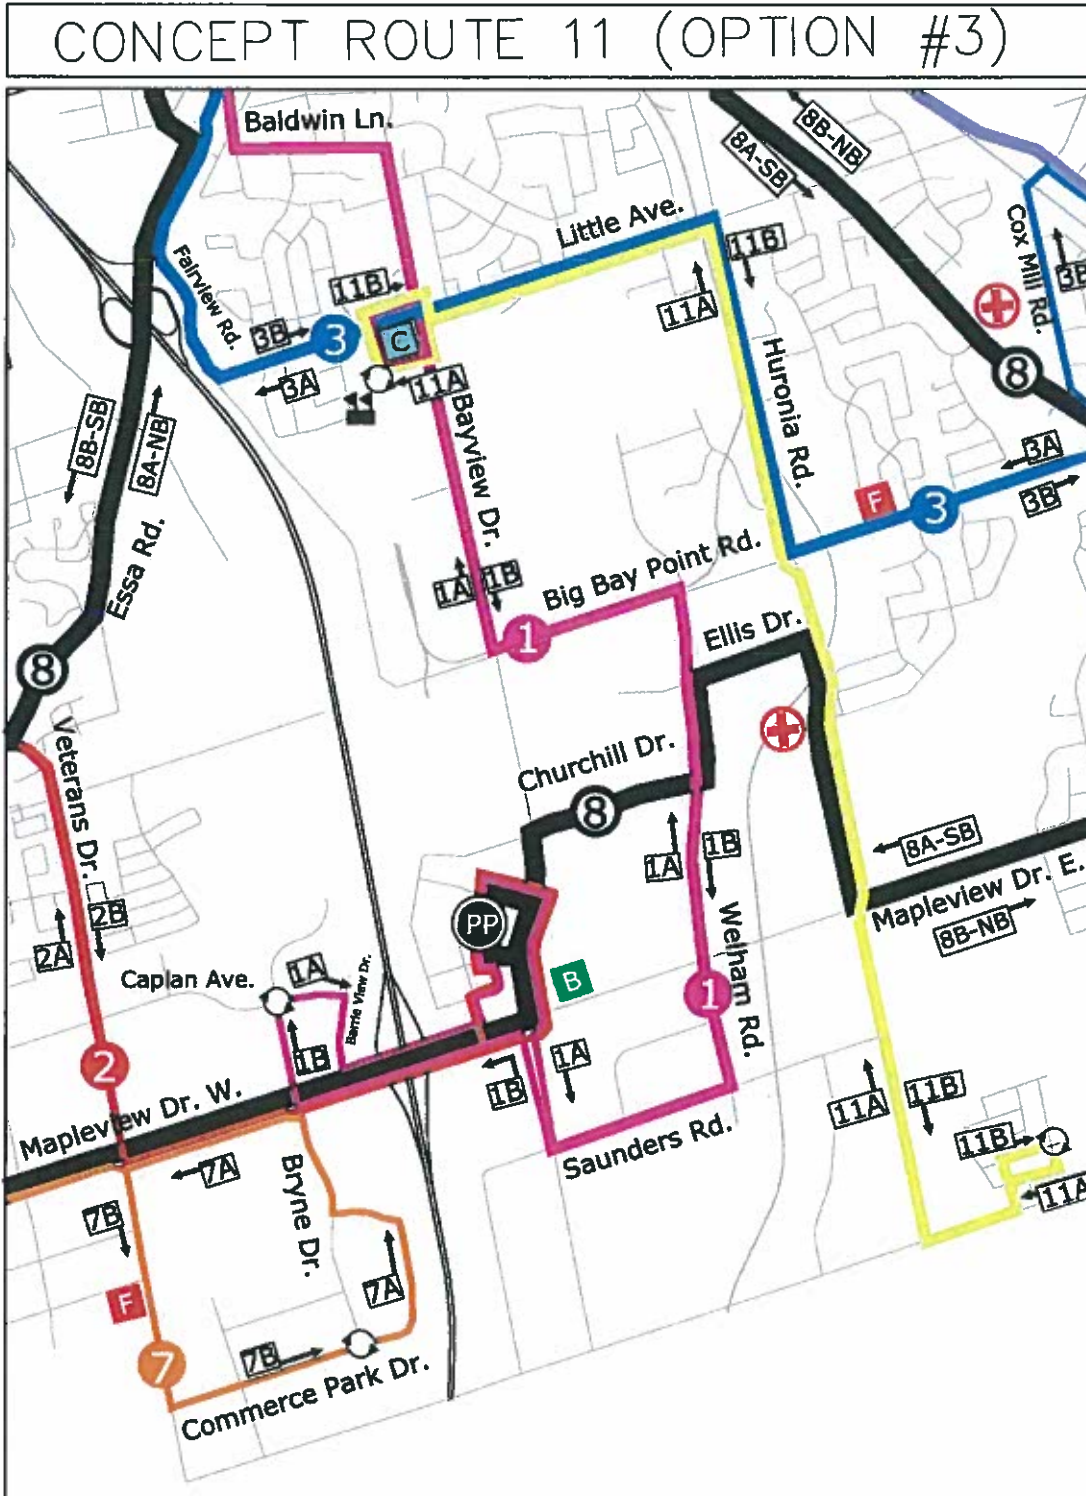 CONCEPT ROUTE 11 (OPTION #3)
Baldwin Ln.
8B-NB
8A-SB
Little Ave.
11B
Cox Mill Rd.
3B
Fairview Rd.
11B
11A
3B
3
C
3A
11A
8
Huronia Rd.
8B-SB
8A-NB
Bayview Dr.
3A
F
3
3B
Essa Rd.
1A
1B
Big Bay Point Rd.
1
Ellis Dr.
8
Veterans Dr.
Churchill Dr.
8
8A-SB
1A
1B
Mapleview Dr. E.
8B-NB
2B
2A
PP
Welham Rd.
B
Caplan Ave.
1A
Barrie View Dr.
1
1B
1A
1B
2
Mapleview Dr. W.
11A
11B
11B
Saunders Rd.
11A
7A
Bryne Dr.
7B
7A
F
7B
7
Commerce Park Dr.